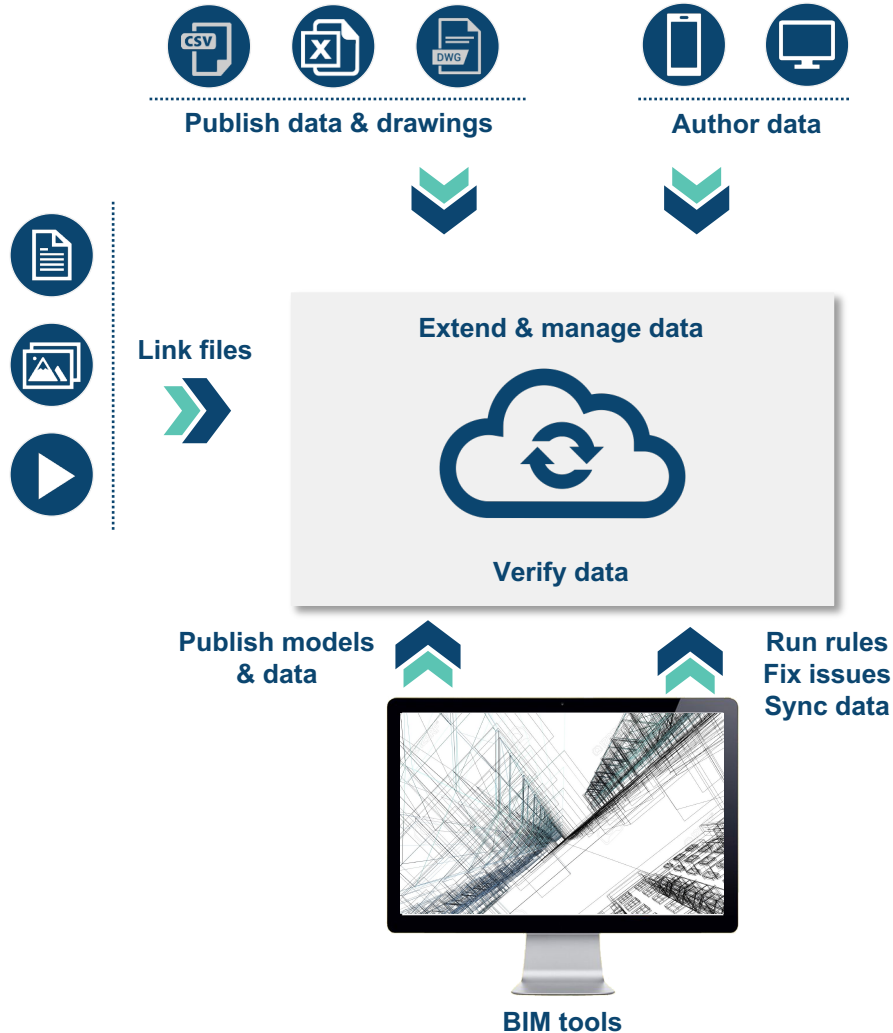 CSV
X
DWG
Publish data & drawings
Author data
Link files
Extend & manage data
Verify data
Publish models
& data
Run rules
Fix issues
Sync data
BIM tools